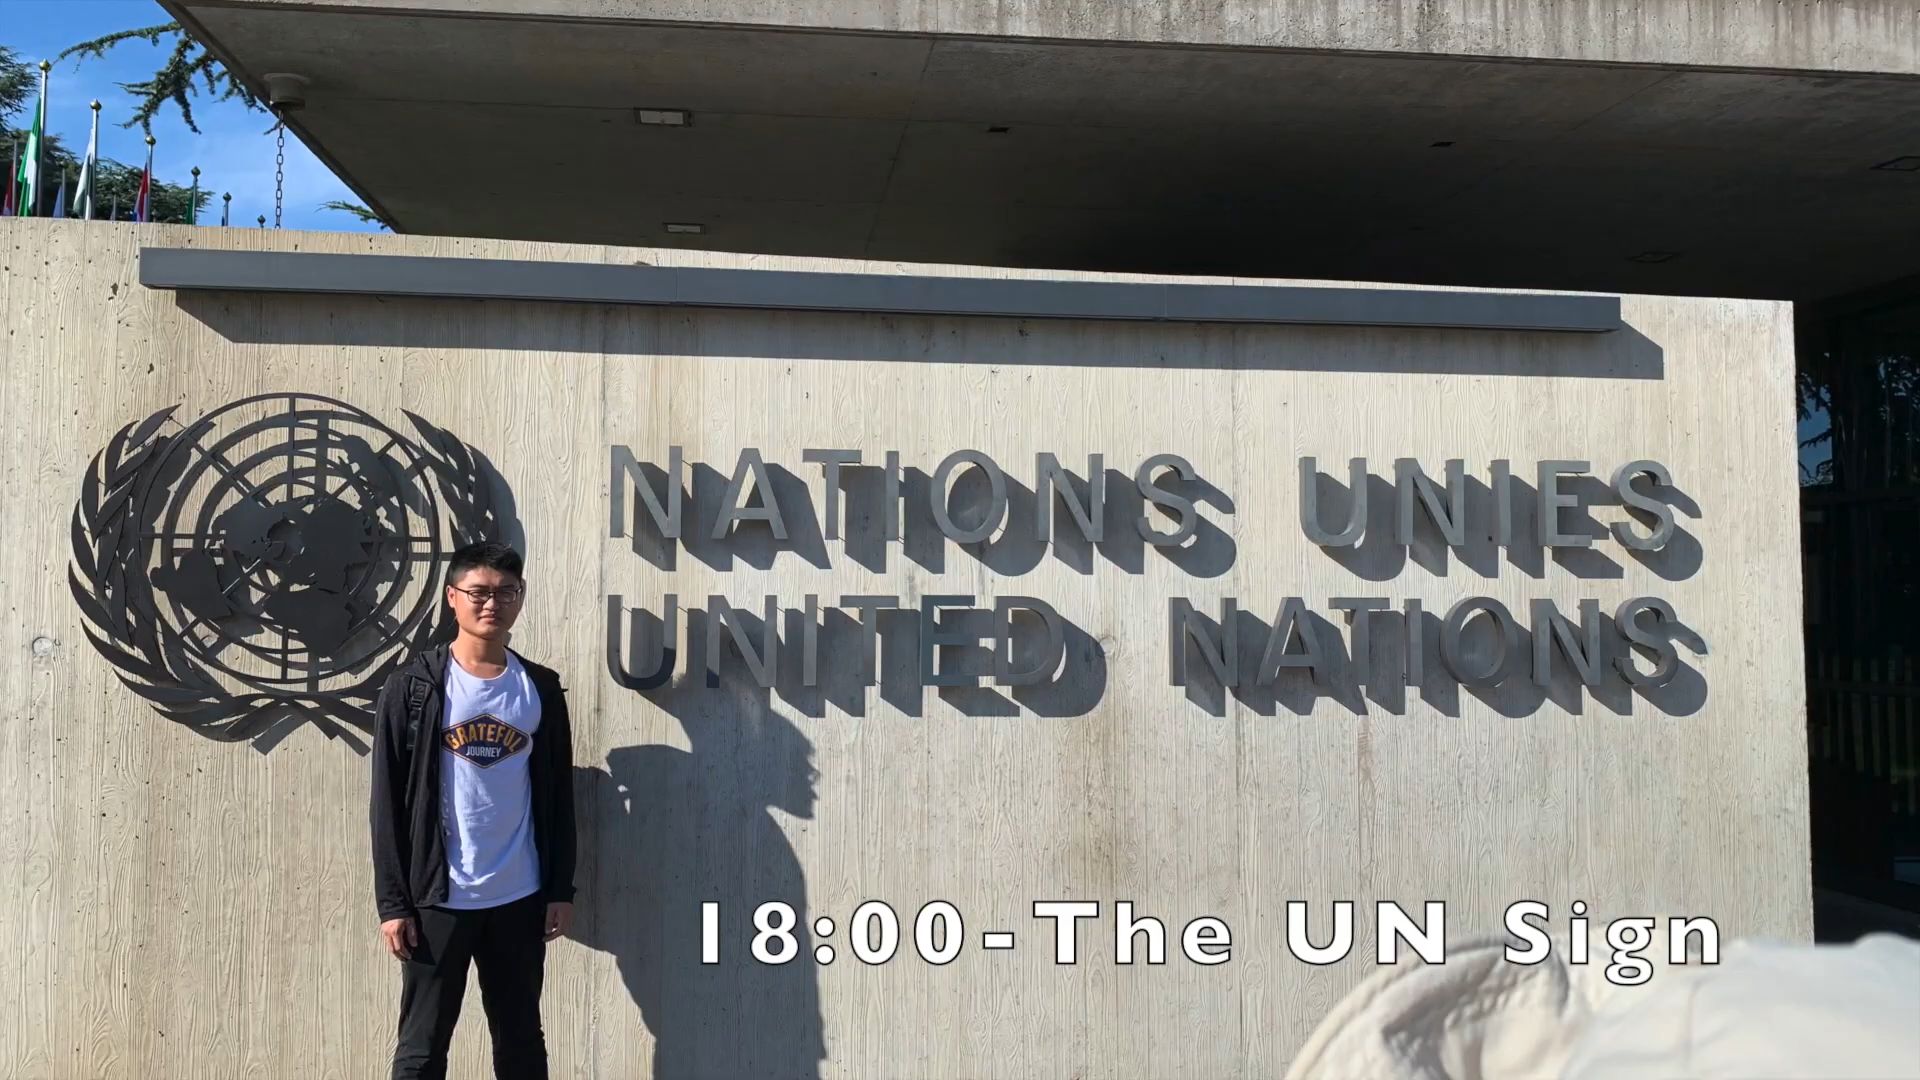 NATIONS UNIES
UNITED NATIONS
GRATEFUL
JOURNEY
18:00-The UN Sign